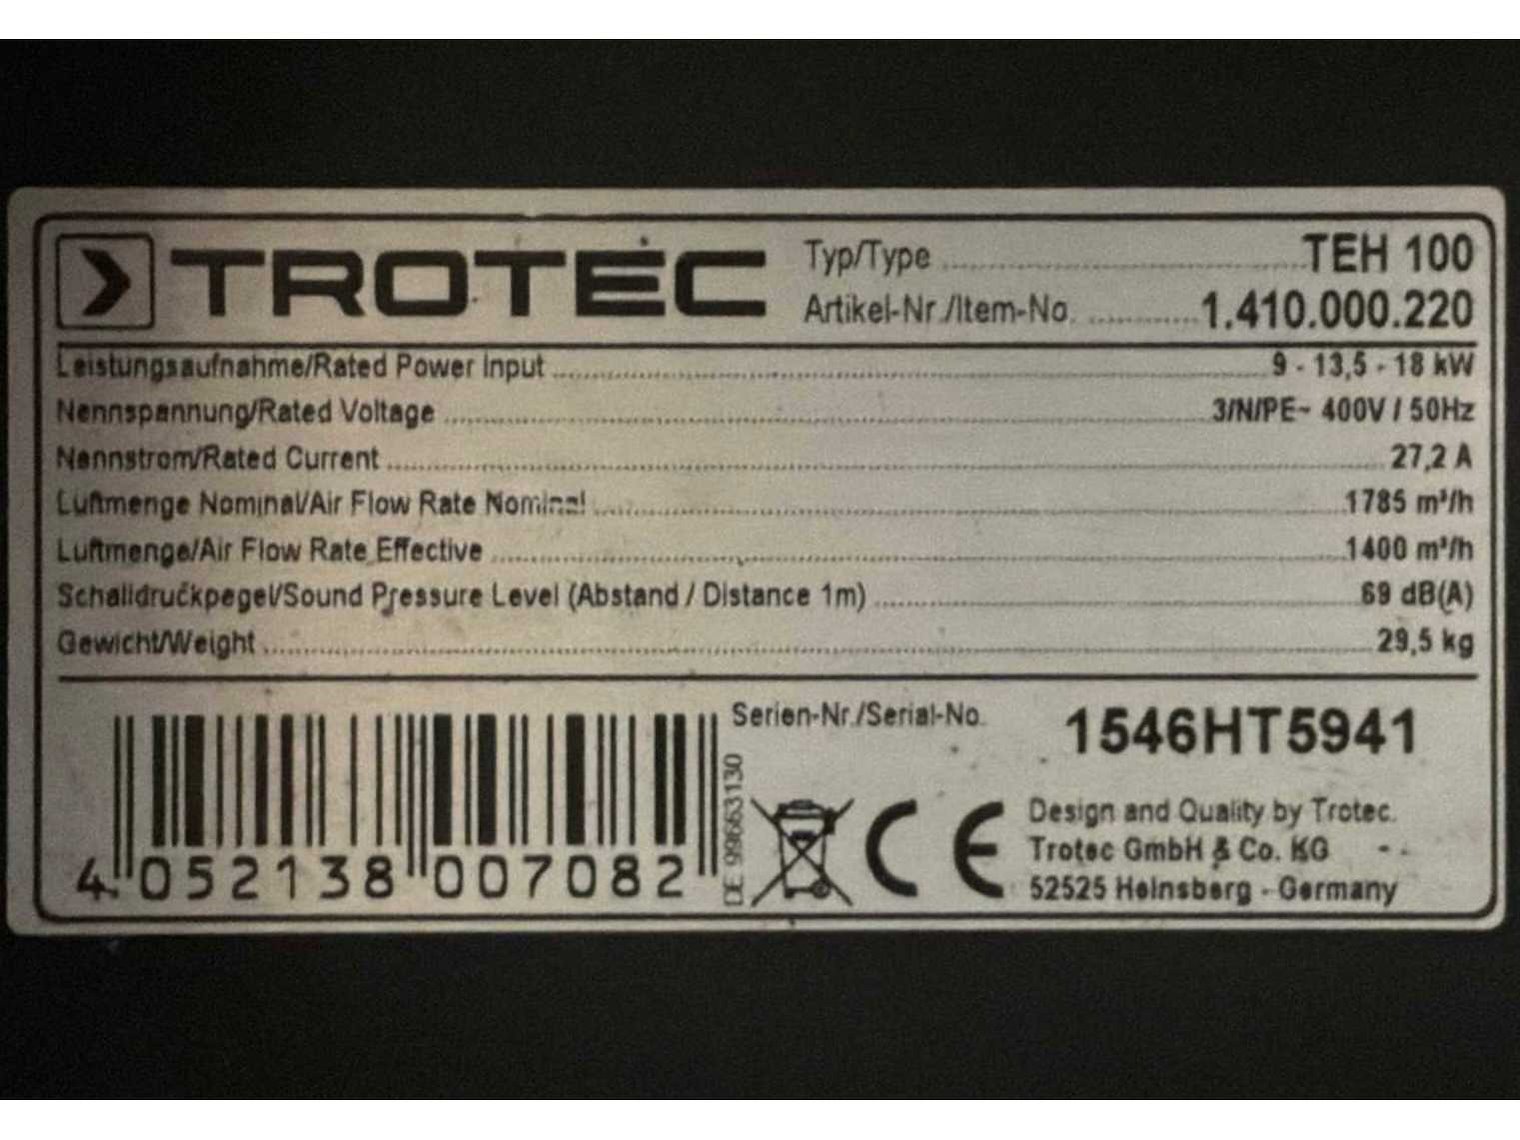 TROTEC
Typ/Type ........ TEH 100
Artikel-Nr./Item-No. ........ 1.410.000.220
Leistungsaufnahme/Rated Power Input ........ 9 - 13,5 - 18 kW
Nennspannung/Rated Voltage ........ 3/N/PE~ 400V / 50Hz
Nennstrom/Rated Current ........ 27,2 A
Luftmenge Nominal/Air Flow Rate Nominal ........ 1785 m³/h
Luftmenge/Air Flow Rate Effective ........ 1400 m³/h
Schalldruckpegel/Sound Pressure Level (Abstand / Distance 1m) ........ 69 dB(A)
Gewicht/Weight ........ 29,5 kg
Serien-Nr./Serial-No. 1546HT5941
4 052138 007082
DE 99663130
CE
Design and Quality by Trotec.
Trotec GmbH & Co. KG
52525 Heinsberg - Germany